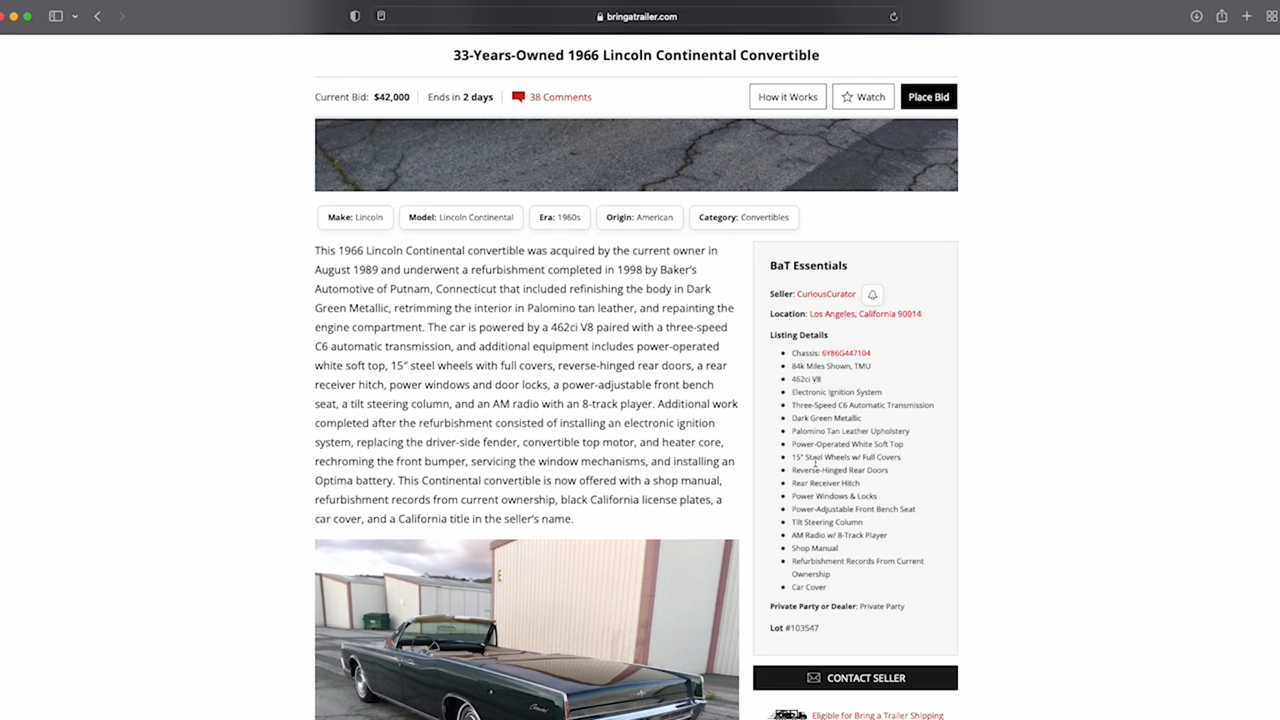 bringatrailer.com
33-Years-Owned 1966 Lincoln Continental Convertible
Current Bid: $42,000 Ends in 2 days 38 Comments How it Works Watch Place Bid
Make: Lincoln Model: Lincoln Continental Era: 1960s Origin: American Category: Convertibles
This 1966 Lincoln Continental convertible was acquired by the current owner in
August 1989 and underwent a refurbishment completed in 1998 by Baker's
Automotive of Putnam, Connecticut that included refinishing the body in Dark
Green Metallic, retrimming the interior in Palomino tan leather, and repainting the
engine compartment. The car is powered by a 462ci V8 paired with a three-speed
C6 automatic transmission, and additional equipment includes power-operated
white soft top, 15″ steel wheels with full covers, reverse-hinged rear doors, a rear
receiver hitch, power windows and door locks, a power-adjustable front bench
seat, a tilt steering column, and an AM radio with an 8-track player. Additional work
completed after the refurbishment consisted of installing an electronic ignition
system, replacing the driver-side fender, convertible top motor, and heater core,
rechroming the front bumper, servicing the window mechanisms, and installing an
Optima battery. This Continental convertible is now offered with a shop manual,
refurbishment records from current ownership, black California license plates, a
car cover, and a California title in the seller's name.
BaT Essentials
Seller: CuriousCurator
Location: Los Angeles, California 90014
Listing Details
Chassis: 6Y86G447104
84k Miles Shown, TMU
462ci V8
Electronic Ignition System
Three-Speed C6 Automatic Transmission
Dark Green Metallic
Palomino Tan Leather Upholstery
Power-Operated White Soft Top
15″ Steel Wheels w/ Full Covers
Reverse-Hinged Rear Doors
Rear Receiver Hitch
Power Windows & Locks
Power-Adjustable Front Bench Seat
Tilt Steering Column
AM Radio w/ 8-Track Player
Shop Manual
Refurbishment Records From Current
Ownership
Car Cover
Private Party or Dealer: Private Party
Lot #103547
CONTACT SELLER
Eligible for Bring a Trailer Shipping